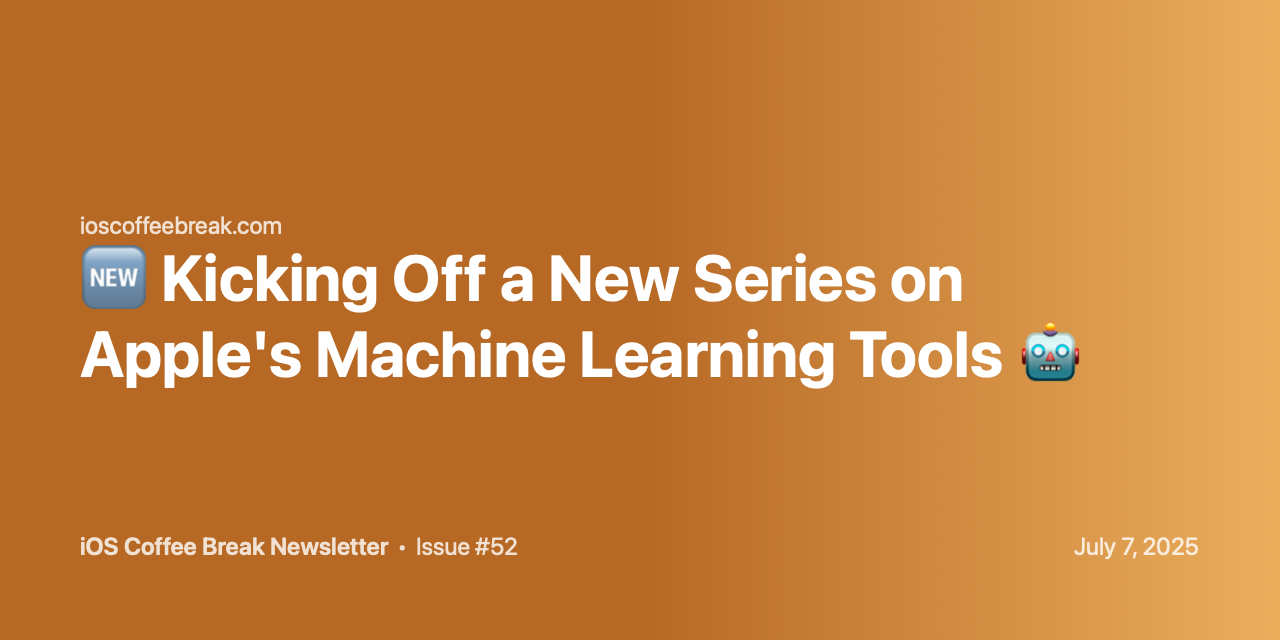 ioscoffeebreak.com
🆕 Kicking Off a New Series on
Apple's Machine Learning Tools 🤖
iOS Coffee Break Newsletter • Issue #52
July 7, 2025